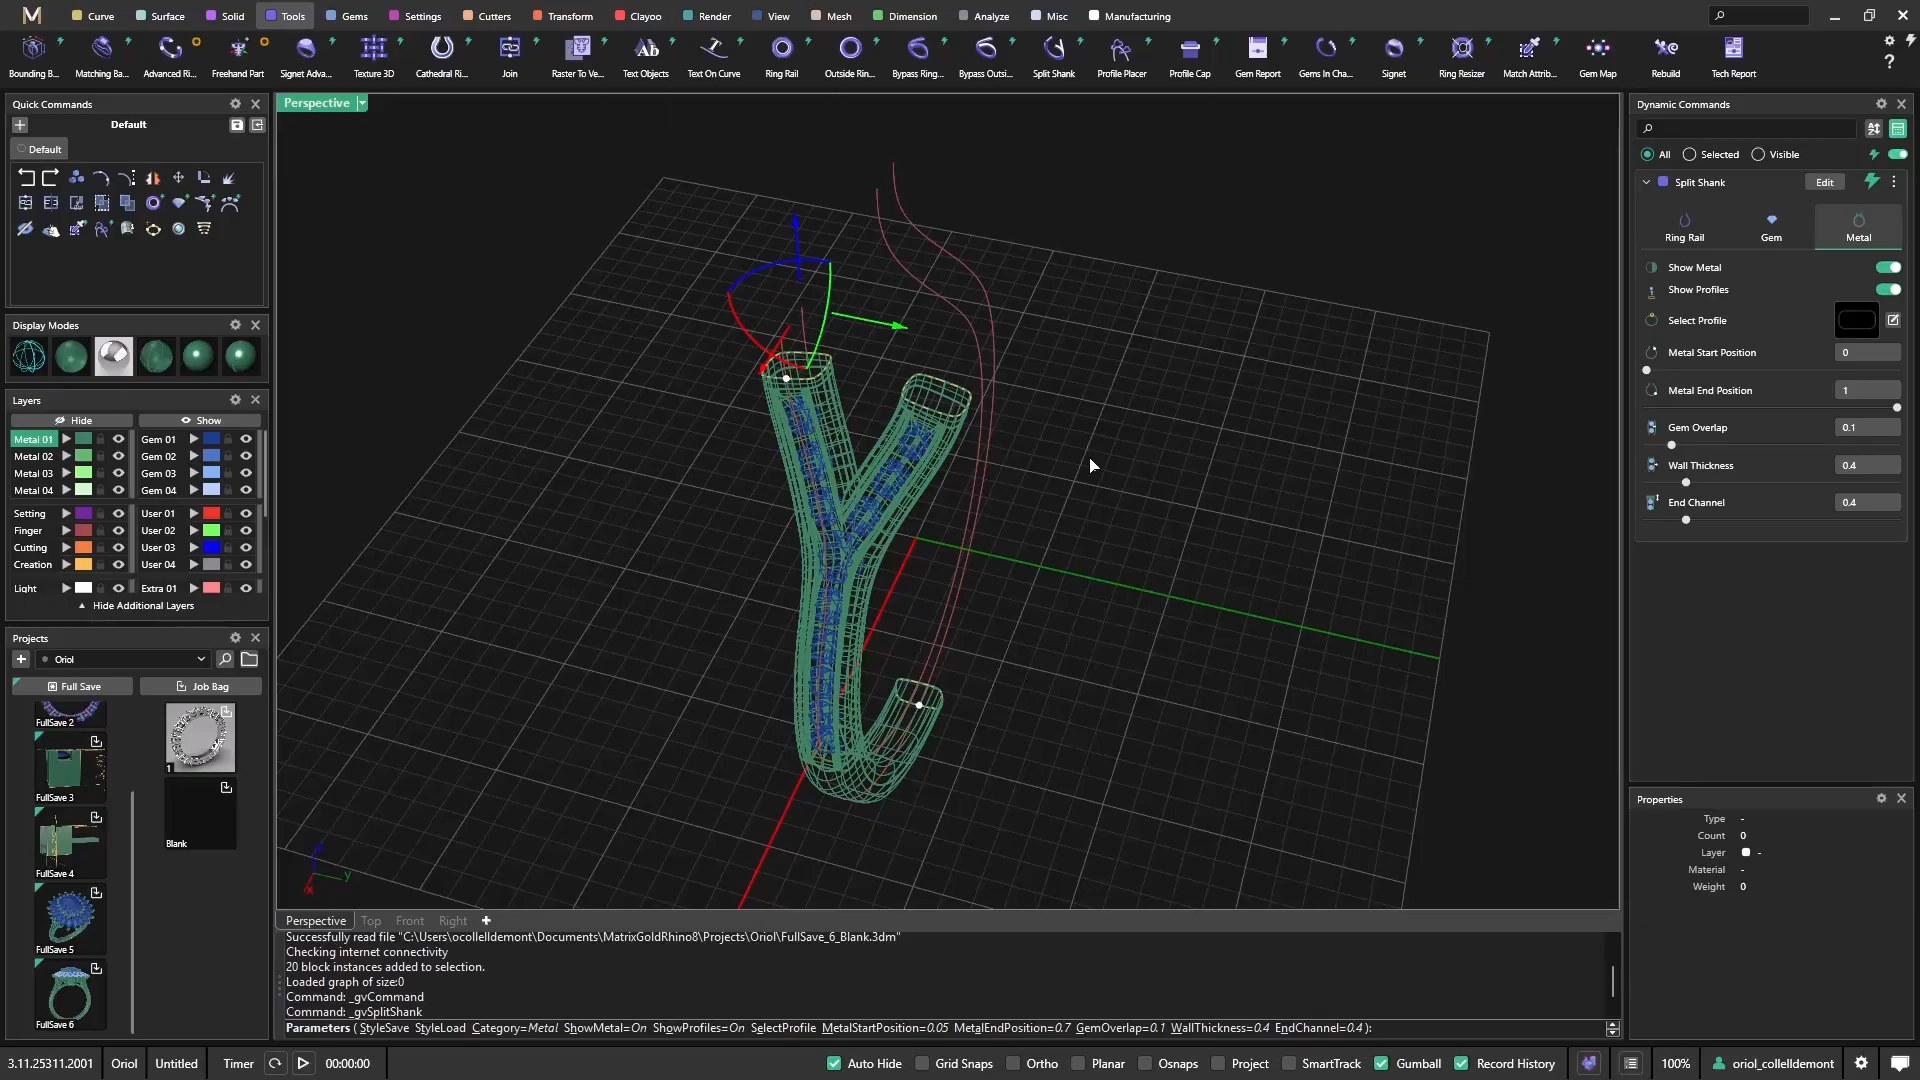 Curve Surface Solid Tools Gems Settings Cutters Transform Clayoo Render View Mesh Dimension Analyze Misc Manufacturing
Bounding B... Matching Ba... Advanced Ri... Freehand Part Signet Adva... Texture 3D Cathedral Ri... Join Raster To Ve... Text Objects Text On Curve Ring Rail Outside Rin... Bypass Ring... Bypass Outsi... Split Shank Profile Placer Profile Cap Gem Report Gems In Cha... Signet Ring Resizer Match Attrib... Gem Map Rebuild Tech Report
Quick Commands
Default
Default
Display Modes
Layers
Hide Show
Metal 01 Gem 01
Metal 02 Gem 02
Metal 03 Gem 03
Metal 04 Gem 04
Setting User 01
Finger User 02
Cutting User 03
Creation User 04
Light Extra 01
Hide Additional Layers
Projects
Oriol
Full Save Job Bag
FullSave 2
1
FullSave 3
Blank
FullSave 4
FullSave 5
FullSave 6
Perspective
x y
Perspective Top Front Right
Successfully read file "C:\Users\ocollelldemont\Documents\MatrixGoldRhino8\Projects\Oriol\FullSave_6_Blank.3dm"
Checking internet connectivity
20 block instances added to selection.
Loaded graph of size:0
Command: _gvCommand
Command: _gvSplitShank
Parameters ( StyleSave StyleLoad Category=Metal ShowMetal=On ShowProfiles=On SelectProfile MetalStartPosition=0.05 MetalEndPosition=0.7 GemOverlap=0.1 WallThickness=0.4 EndChannel=0.4 ):
Dynamic Commands
All Selected Visible
Split Shank Edit
Ring Rail Gem Metal
Show Metal
Show Profiles
Select Profile
Metal Start Position 0
Metal End Position 1
Gem Overlap 0.1
Wall Thickness 0.4
End Channel 0.4
Properties
Type -
Count 0
Layer -
Material -
Weight 0
3.11.25311.2001 Oriol Untitled Timer 00:00:00 Auto Hide Grid Snaps Ortho Planar Osnaps Project SmartTrack Gumball Record History 100% oriol_collelldemont